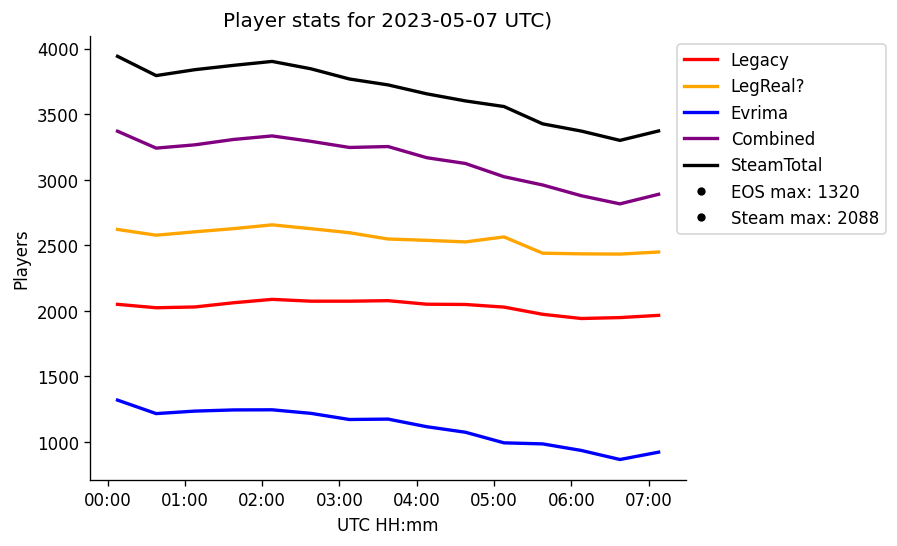 Player stats for 2023-05-07 UTC)
4000
3500
3000
2500
2000
1500
1000
Players
00:00 01:00 02:00 03:00 04:00 05:00 06:00 07:00
UTC HH:mm
Legacy
LegReal?
Evrima
Combined
SteamTotal
EOS max: 1320
Steam max: 2088